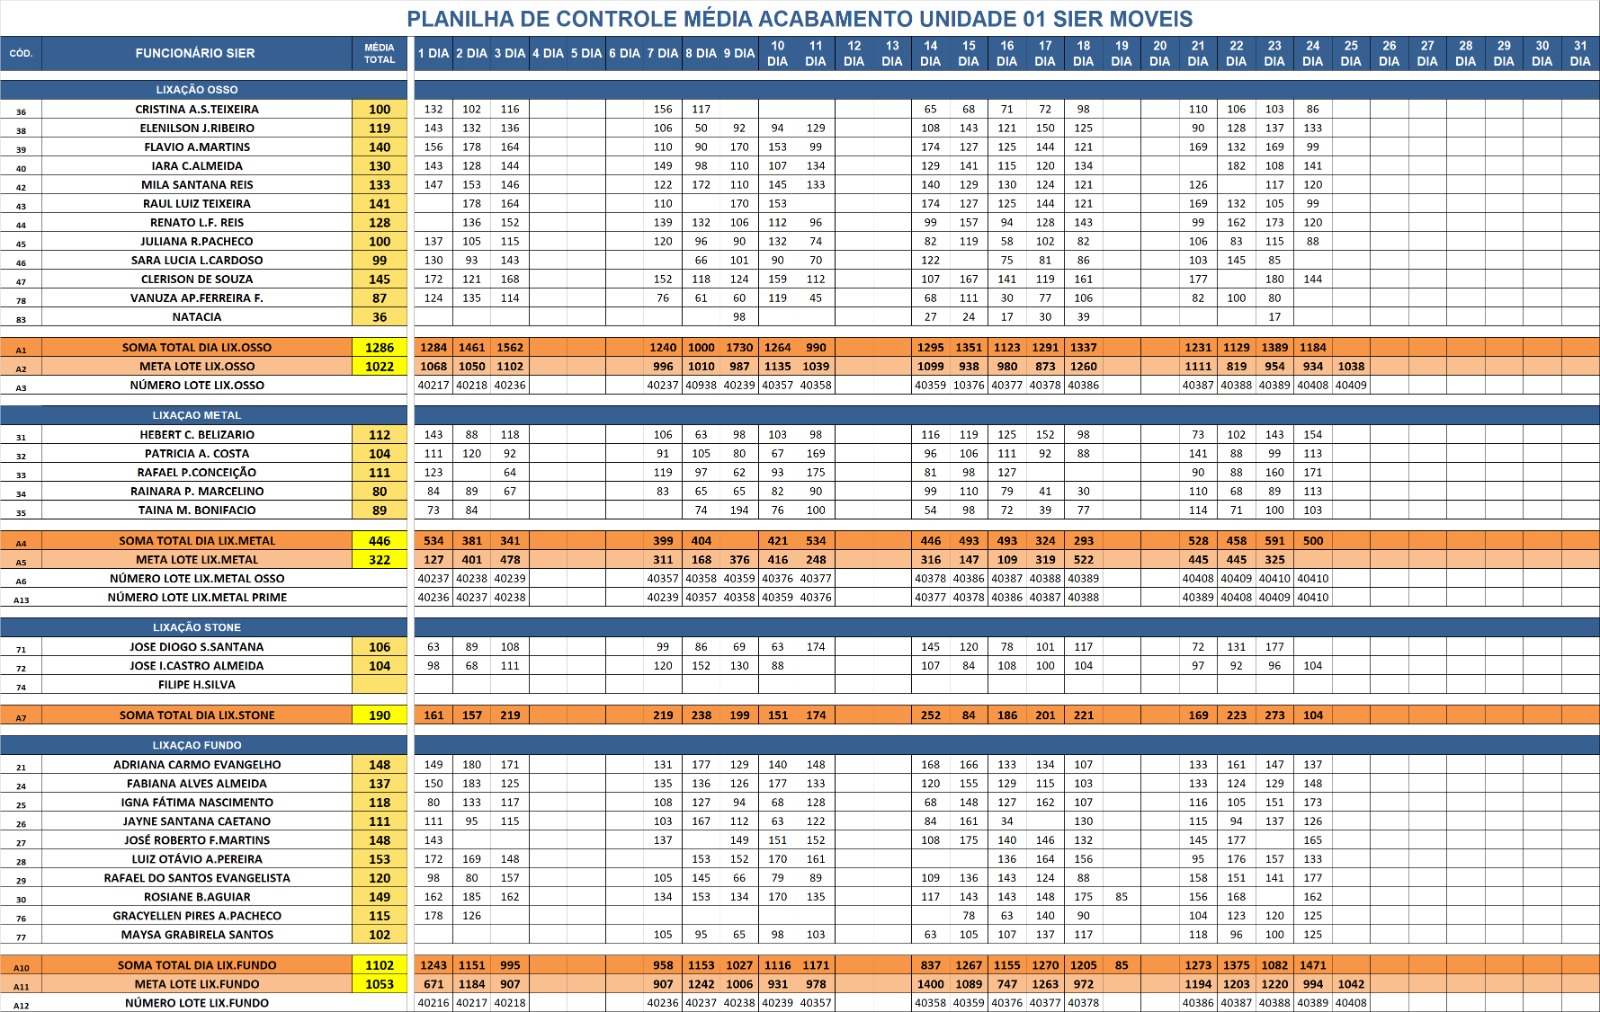 PLANILHA DE CONTROLE MÉDIA ACABAMENTO UNIDADE 01 SIER MOVEIS
CÓD. FUNCIONÁRIO SIER MÉDIA TOTAL 1 DIA 2 DIA 3 DIA 4 DIA 5 DIA 6 DIA 7 DIA 8 DIA 9 DIA 10 DIA 11 DIA 12 DIA 13 DIA 14 DIA 15 DIA 16 DIA 17 DIA 18 DIA 19 DIA 20 DIA 21 DIA 22 DIA 23 DIA 24 DIA 25 DIA 26 DIA 27 DIA 28 DIA 29 DIA 30 DIA 31 DIA
LIXAÇÃO OSSO
36 CRISTINA A.S.TEIXEIRA 100 132 102 116 156 117 65 68 71 72 98 110 106 103 86
38 ELENILSON J.RIBEIRO 119 143 132 136 106 50 92 94 129 108 143 121 150 125 90 128 137 133
39 FLAVIO A.MARTINS 140 156 178 164 110 90 170 153 99 174 127 125 144 121 169 132 169 99
40 IARA C.ALMEIDA 130 143 128 144 149 98 110 107 134 129 141 115 120 134 182 108 141
42 MILA SANTANA REIS 133 147 153 146 122 172 110 145 133 140 129 130 124 121 126 117 120
43 RAUL LUIZ TEIXEIRA 141 178 164 110 170 153 174 127 125 144 121 169 132 105 99
44 RENATO L.F. REIS 128 136 152 139 132 106 112 96 99 157 94 128 143 99 162 173 120
45 JULIANA R.PACHECO 100 137 105 115 120 96 90 132 74 82 119 58 102 82 106 83 115 88
46 SARA LUCIA L.CARDOSO 99 130 93 143 66 101 90 70 122 75 81 86 103 145 85
47 CLERISON DE SOUZA 145 172 121 168 152 118 124 159 112 107 167 141 119 161 177 180 144
78 VANUZA AP.FERREIRA F. 87 124 135 114 76 61 60 119 45 68 111 30 77 106 82 100 80
83 NATACIA 36 98 27 24 17 30 39 17
A1 SOMA TOTAL DIA LIX.OSSO 1286 1284 1461 1562 1240 1000 1730 1264 990 1295 1351 1123 1291 1337 1231 1129 1389 1184
A2 META LOTE LIX.OSSO 1022 1068 1050 1102 996 1010 987 1135 1039 1099 938 980 873 1260 1111 819 954 934 1038
A3 NÚMERO LOTE LIX.OSSO 40217 40218 40236 40237 40938 40239 40357 40358 40359 10376 40377 40378 40386 40387 40388 40389 40408 40409
LIXAÇAO METAL
31 HEBERT C. BELIZARIO 112 143 88 118 106 63 98 103 98 116 119 125 152 98 73 102 143 154
32 PATRICIA A. COSTA 104 111 120 92 91 105 80 67 169 96 106 111 92 88 141 88 99 113
33 RAFAEL P.CONCEIÇÃO 111 123 64 119 97 62 93 175 81 98 127 90 88 160 171
34 RAINARA P. MARCELINO 80 84 89 67 83 65 65 82 90 99 110 79 41 30 110 68 89 113
35 TAINA M. BONIFACIO 89 73 84 74 194 76 100 54 98 72 39 77 114 71 100 103
A4 SOMA TOTAL DIA LIX.METAL 446 534 381 341 399 404 421 534 446 493 493 324 293 528 458 591 500
A5 META LOTE LIX.METAL 322 127 401 478 311 168 376 416 248 316 147 109 319 522 445 445 325
A6 NÚMERO LOTE LIX.METAL OSSO 40237 40238 40239 40357 40358 40359 40376 40377 40378 40386 40387 40388 40389 40408 40409 40410 40410
A13 NÚMERO LOTE LIX.METAL PRIME 40236 40237 40238 40239 40357 40358 40359 40376 40377 40378 40386 40387 40388 40389 40408 40409 40410
LIXAÇÃO STONE
71 JOSE DIOGO S.SANTANA 106 63 89 108 99 86 69 63 174 145 120 78 101 117 72 131 177
72 JOSE I.CASTRO ALMEIDA 104 98 68 111 120 152 130 88 107 84 108 100 104 97 92 96 104
74 FILIPE H.SILVA
A7 SOMA TOTAL DIA LIX.STONE 190 161 157 219 219 238 199 151 174 252 84 186 201 221 169 223 273 104
LIXAÇAO FUNDO
21 ADRIANA CARMO EVANGELHO 148 149 180 171 131 177 129 140 148 168 166 133 134 107 133 161 147 137
24 FABIANA ALVES ALMEIDA 137 150 183 125 135 136 126 177 133 120 155 129 115 103 133 124 129 148
25 IGNA FÁTIMA NASCIMENTO 118 80 133 117 108 127 94 68 128 68 148 127 162 107 116 105 151 173
26 JAYNE SANTANA CAETANO 111 111 95 115 103 167 112 63 122 84 161 34 130 115 94 137 126
27 JOSÉ ROBERTO F.MARTINS 148 143 137 149 151 152 108 175 140 146 132 145 177 165
28 LUIZ OTÁVIO A.PEREIRA 153 172 169 148 153 152 170 161 136 164 156 95 176 157 133
29 RAFAEL DO SANTOS EVANGELISTA 120 98 80 157 105 145 66 79 89 109 136 143 124 88 158 151 141 177
30 ROSIANE B.AGUIAR 149 162 185 162 134 153 134 170 135 117 143 143 148 175 85 156 168 162
76 GRACYELLEN PIRES A.PACHECO 115 178 126 78 63 140 90 104 123 120 125
77 MAYSA GRABIRELA SANTOS 102 105 95 65 98 103 63 105 107 137 117 118 96 100 125
A10 SOMA TOTAL DIA LIX.FUNDO 1102 1243 1151 995 958 1153 1027 1116 1171 837 1267 1155 1270 1205 85 1273 1375 1082 1471
A11 META LOTE LIX.FUNDO 1053 671 1184 907 907 1242 1006 931 978 1400 1089 747 1263 972 1194 1203 1220 994 1042
A12 NÚMERO LOTE LIX.FUNDO 40216 40217 40218 40236 40237 40238 40239 40357 40358 40359 40376 40377 40378 40386 40387 40388 40389 40408